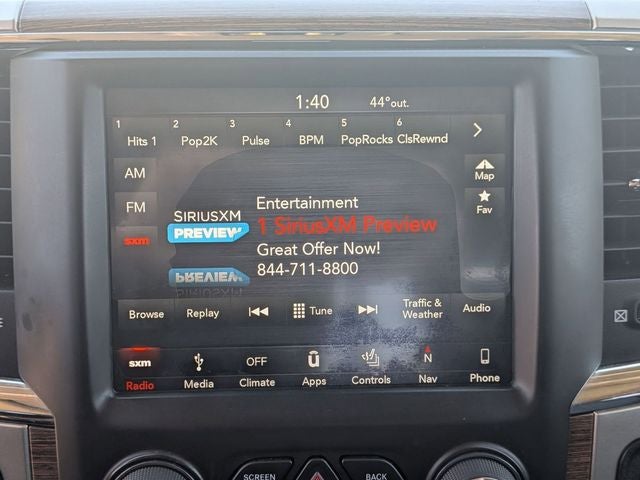 1:40 44°out.
1 2 3 4 5 6
Hits 1 Pop2K Pulse BPM PopRocks ClsRewnd
AM
Map
FM
Fav
sxm
SIRIUSXM
PREVIEW
Entertainment
1 SiriusXM Preview
Great Offer Now!
844-711-8800
Browse Replay Tune Traffic & Weather Audio
sxm OFF N
Radio Media Climate Apps Controls Nav Phone
SCREEN BACK